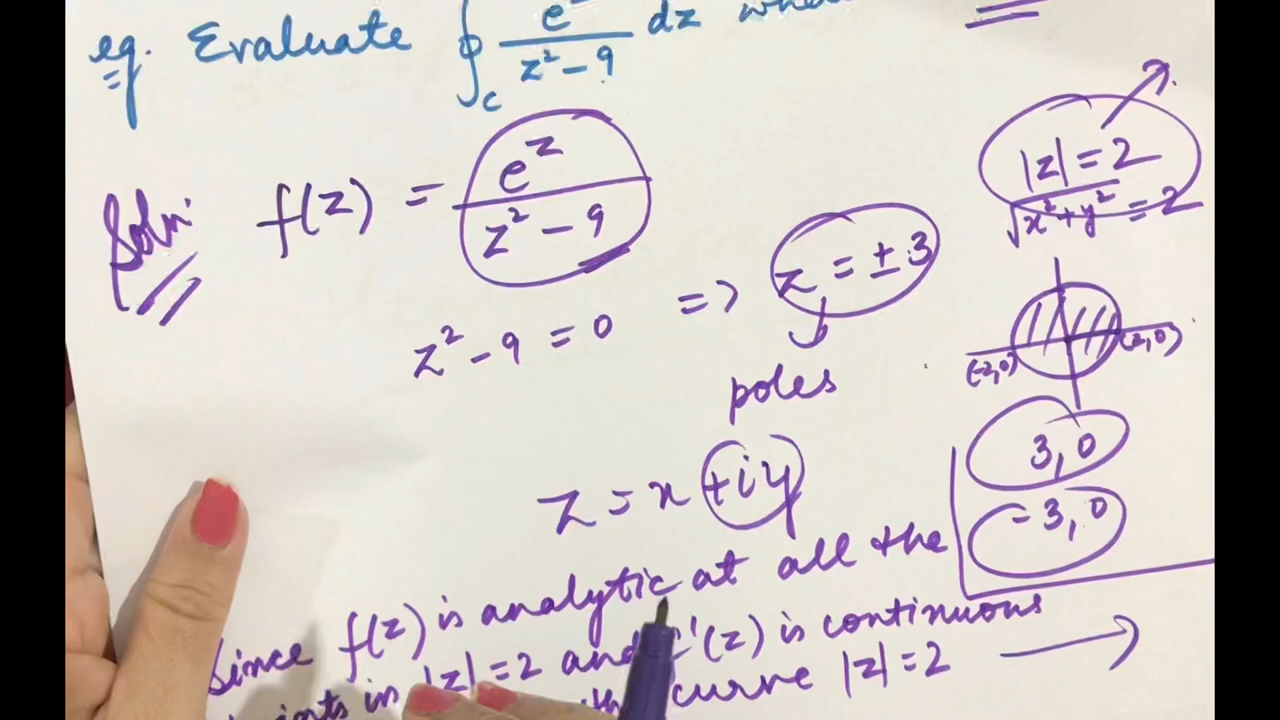 eg. Evaluate ∮_C e^z/(z²-9) dz
Soln: f(z) = e^z/(z²-9)
|z| = 2
√(x²+y²) = 2
z²-9 = 0 => z = ±3
poles
(-2,0) (2,0)
3,0
-3,0
z = x+iy
Since f(z) is analytic at all the
points in |z|=2 and f'(z) is continuous
curve |z|=2